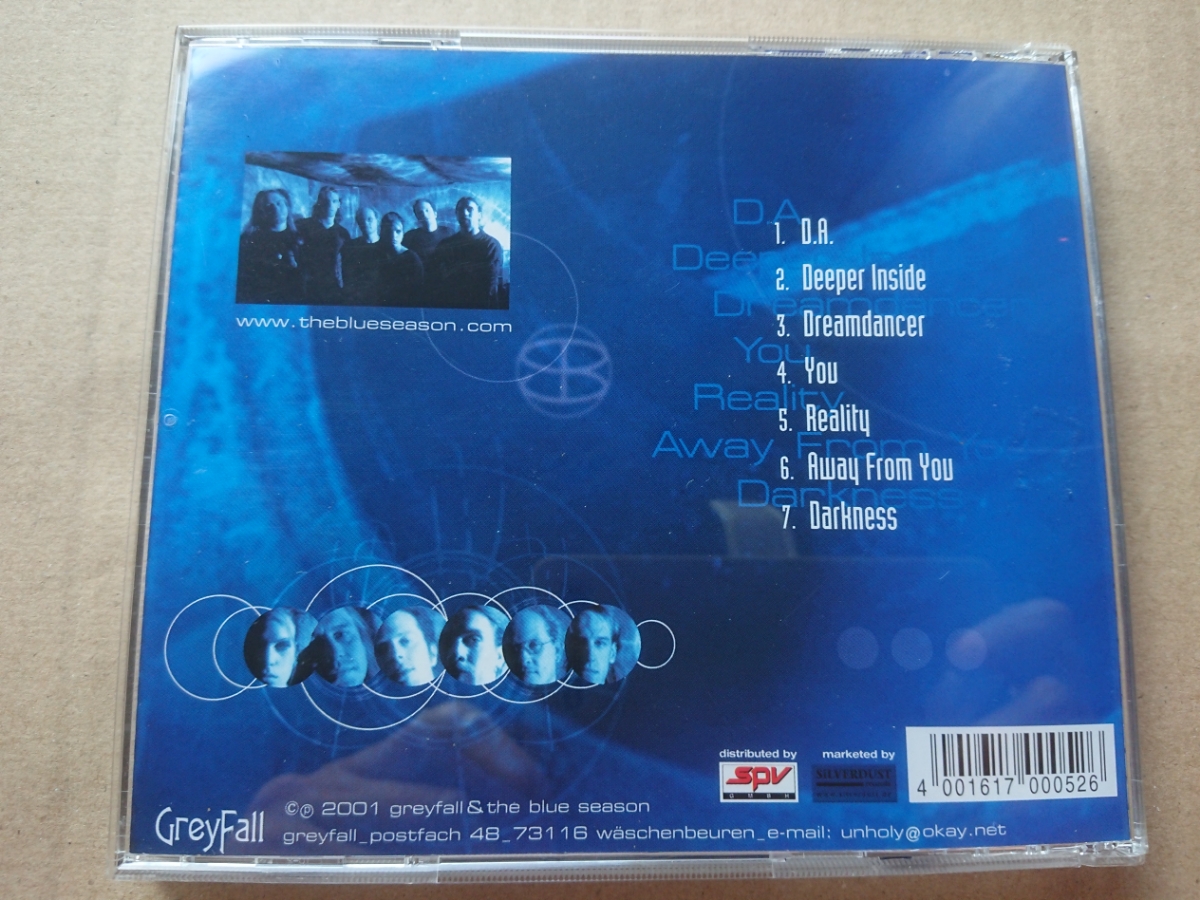 www.theblueseason.com
D.A.
Deeper Inside
Dreamdancer
You
Reality
Away From You
Darkness
1. D.A.
2. Deeper Inside
3. Dreamdancer
4. You
5. Reality
6. Away From You
7. Darkness
distributed by
spv
GMBH
marketed by
SILVERDUST
4 001617 000526
GreyFall
©℗ 2001 greyfall & the blue season
greyfall_postfach 48_73116 wäschenbeuren_e-mail: unholy@okay.net